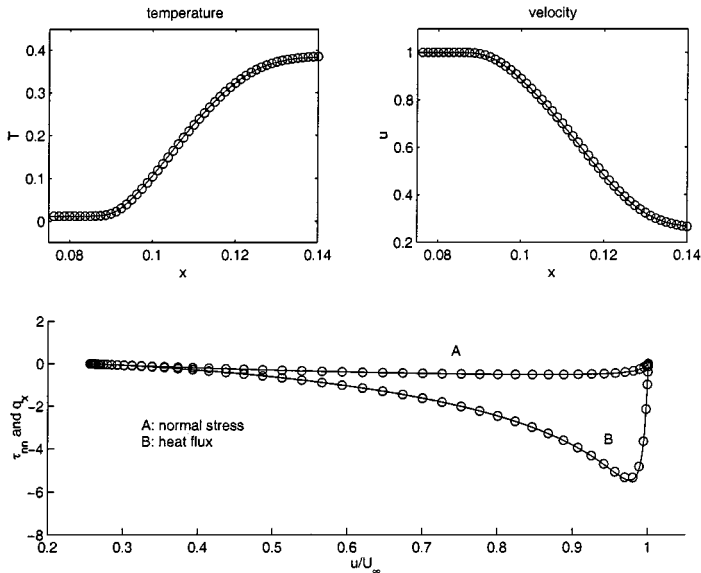 temperature
velocity
0.4
0.3
0.2
0.1
0
T
0.08
0.1
0.12
0.14
x
1
0.8
0.6
0.4
0.2
u
0.08
0.1
0.12
0.14
x
2
0
−2
−4
−6
−8
τnn and qx
A
B
A: normal stress
B: heat flux
0.2
0.3
0.4
0.5
0.6
0.7
0.8
0.9
1
u/U∞